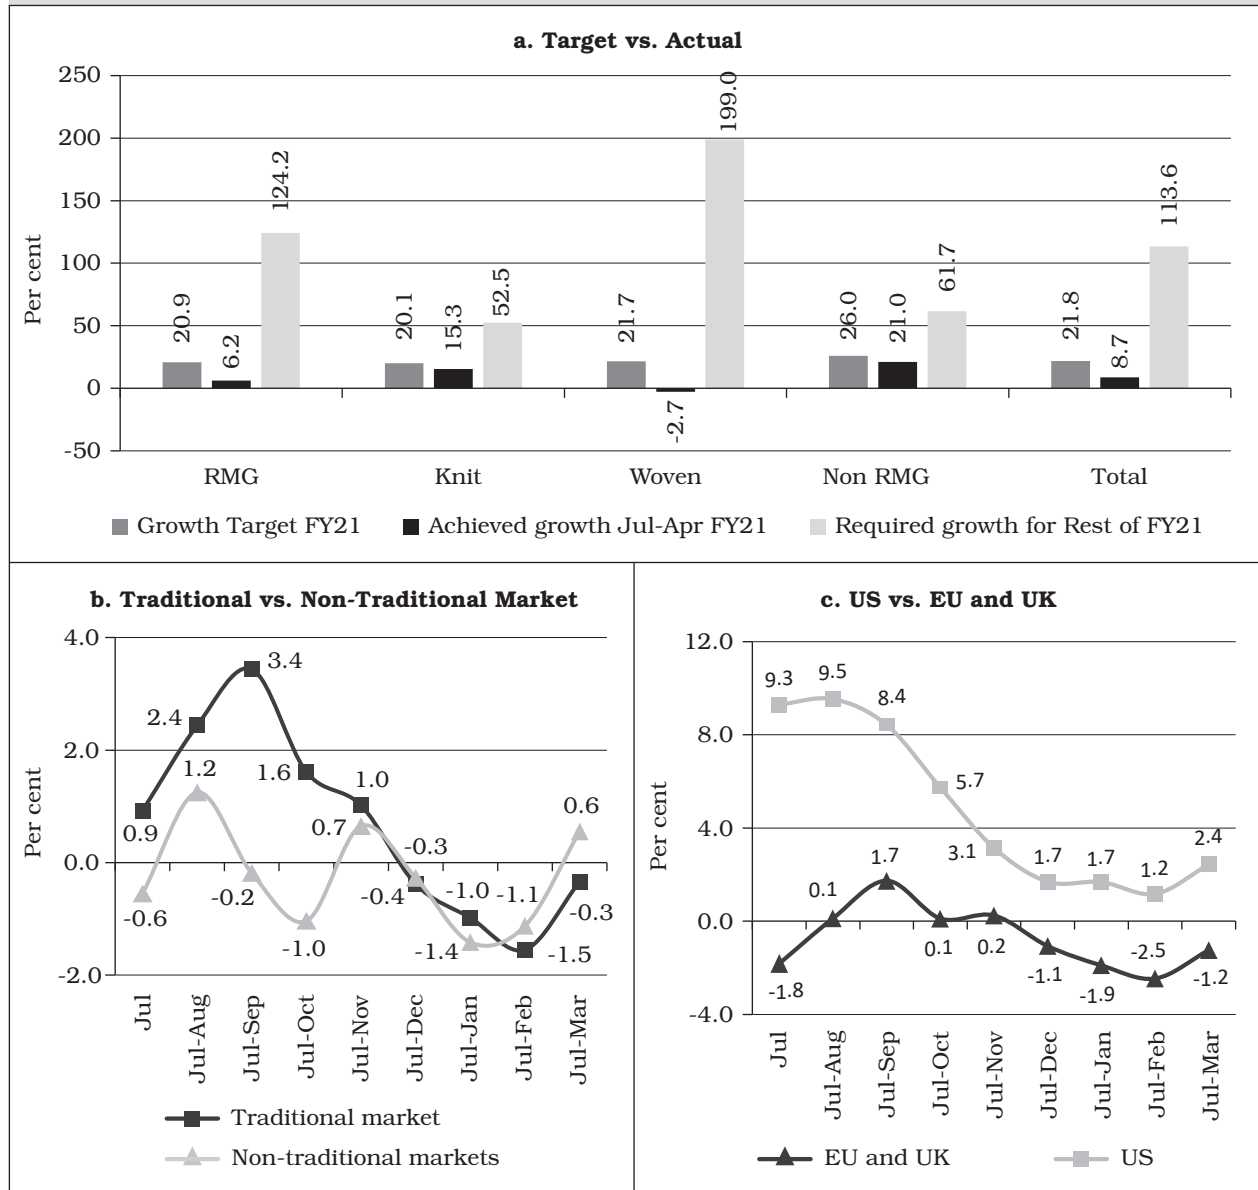 a. Target vs. Actual
250
200
150
100
50
0
-50
Per cent
20.9
6.2
124.2
20.1
15.3
52.5
21.7
-2.7
199.0
26.0
21.0
61.7
21.8
8.7
113.6
RMG Knit Woven Non RMG Total
Growth Target FY21 Achieved growth Jul-Apr FY21 Required growth for Rest of FY21
b. Traditional vs. Non-Traditional Market
4.0
2.0
0.0
-2.0
Per cent
0.9
2.4
3.4
1.6
1.0
-0.4
-1.0
-1.5
-0.3
-0.6
1.2
-0.2
-1.0
0.7
-0.3
-1.4
-1.1
0.6
Jul
Jul-Aug
Jul-Sep
Jul-Oct
Jul-Nov
Jul-Dec
Jul-Jan
Jul-Feb
Jul-Mar
Traditional market
Non-traditional markets
c. US vs. EU and UK
12.0
8.0
4.0
0.0
-4.0
Per cent
9.3
9.5
8.4
5.7
3.1
1.7
1.7
1.2
2.4
-1.8
0.1
1.7
0.1
0.2
-1.1
-1.9
-2.5
-1.2
Jul
Jul-Aug
Jul-Sep
Jul-Oct
Jul-Nov
Jul-Dec
Jul-Jan
Jul-Feb
Jul-Mar
EU and UK US